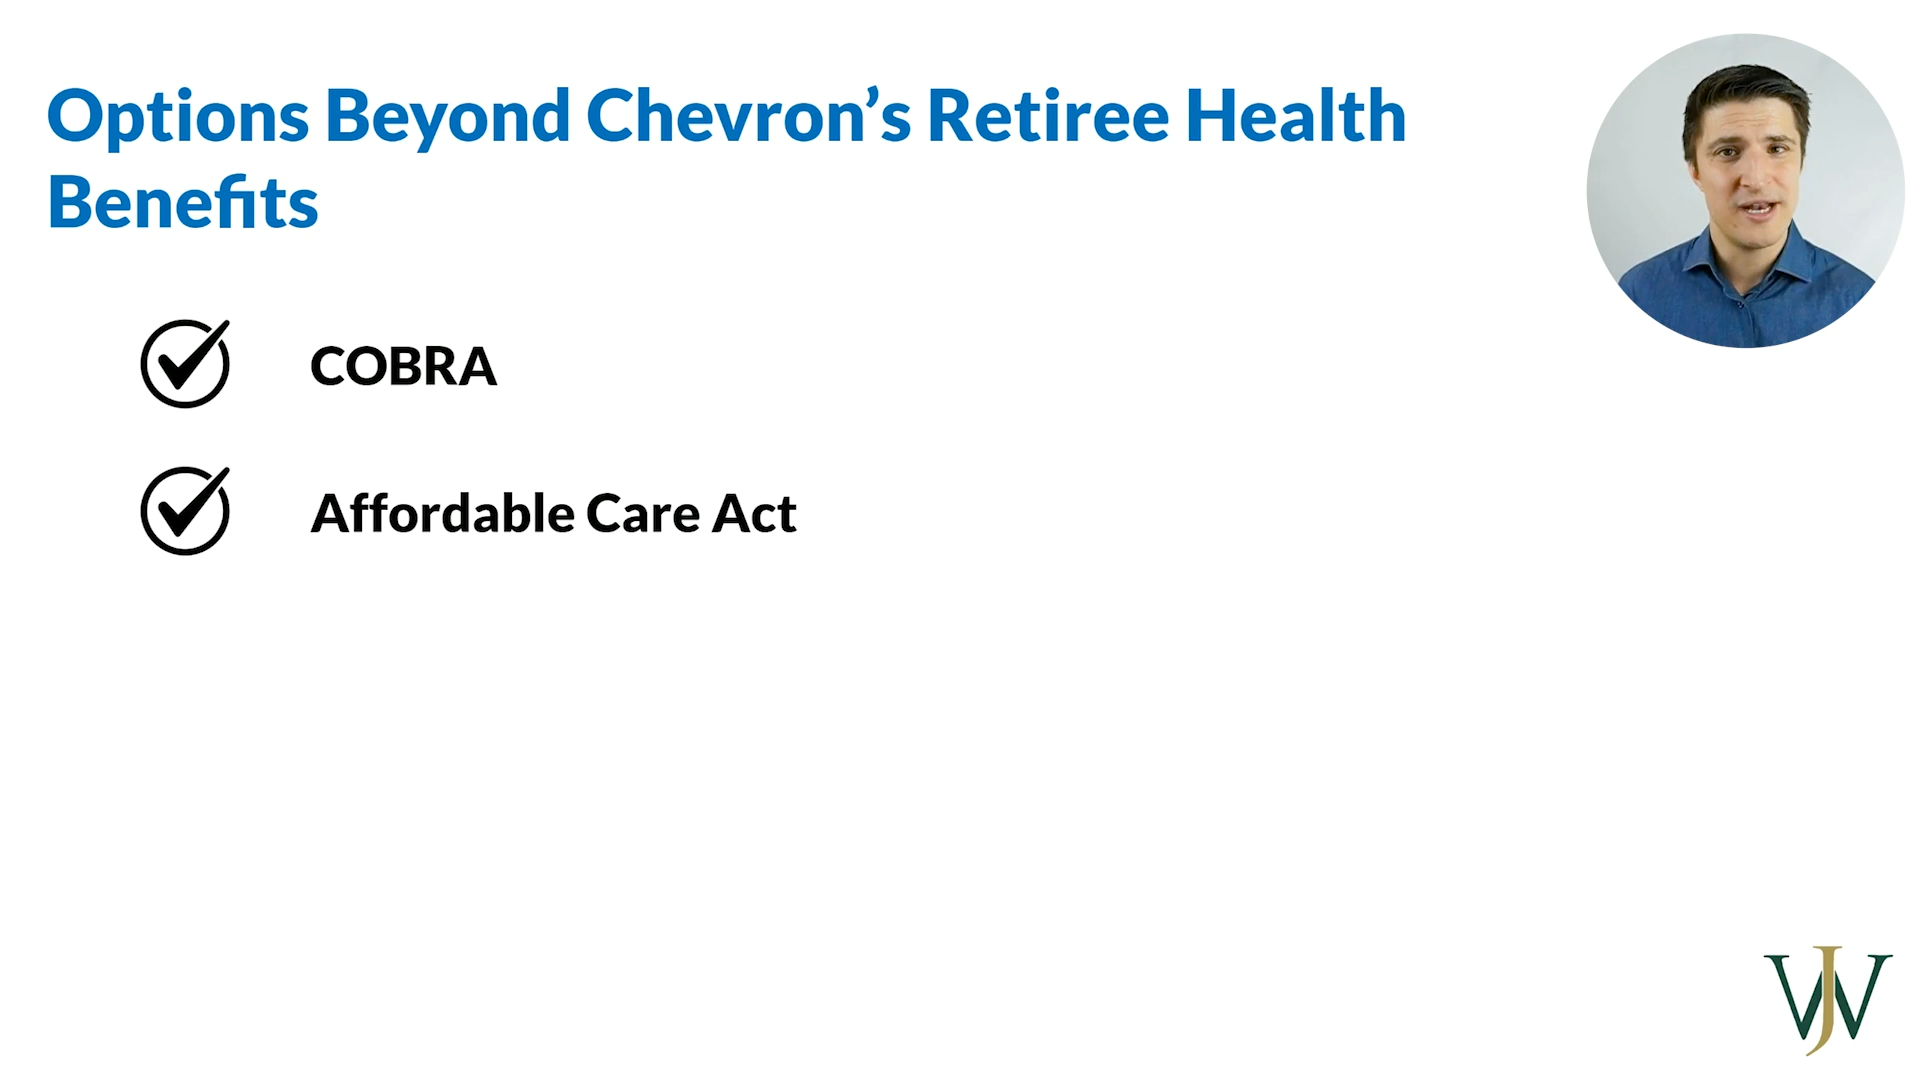 Options Beyond Chevron’s Retiree Health
Benefits
COBRA
Affordable Care Act